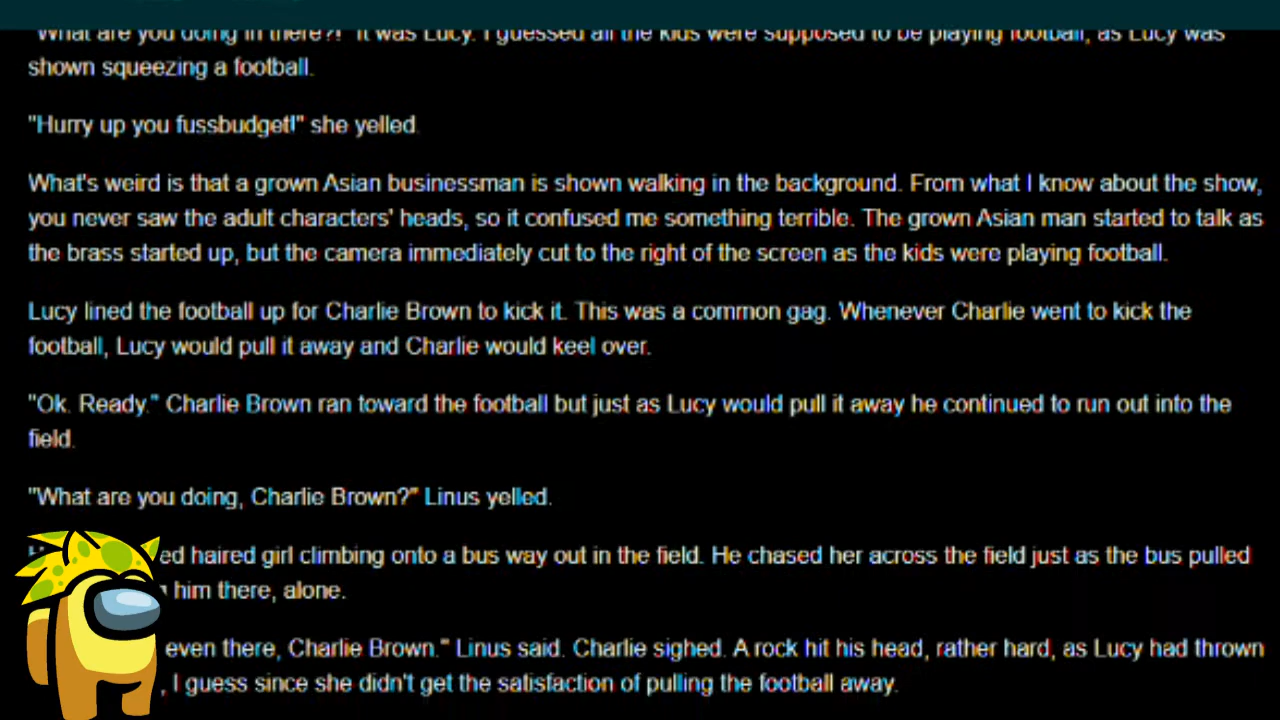 "What are you doing in there?!" It was Lucy. I guessed all the kids were supposed to be playing football, as Lucy was
shown squeezing a football.
"Hurry up you fussbudget!" she yelled.
What's weird is that a grown Asian businessman is shown walking in the background. From what I know about the show,
you never saw the adult characters' heads, so it confused me something terrible. The grown Asian man started to talk as
the brass started up, but the camera immediately cut to the right of the screen as the kids were playing football.
Lucy lined the football up for Charlie Brown to kick it. This was a common gag. Whenever Charlie went to kick the
football, Lucy would pull it away and Charlie would keel over.
"Ok. Ready." Charlie Brown ran toward the football but just as Lucy would pull it away he continued to run out into the
field.
"What are you doing, Charlie Brown?" Linus yelled.
ed haired girl climbing onto a bus way out in the field. He chased her across the field just as the bus pulled
him there, alone.
even there, Charlie Brown." Linus said. Charlie sighed. A rock hit his head, rather hard, as Lucy had thrown
, I guess since she didn't get the satisfaction of pulling the football away.